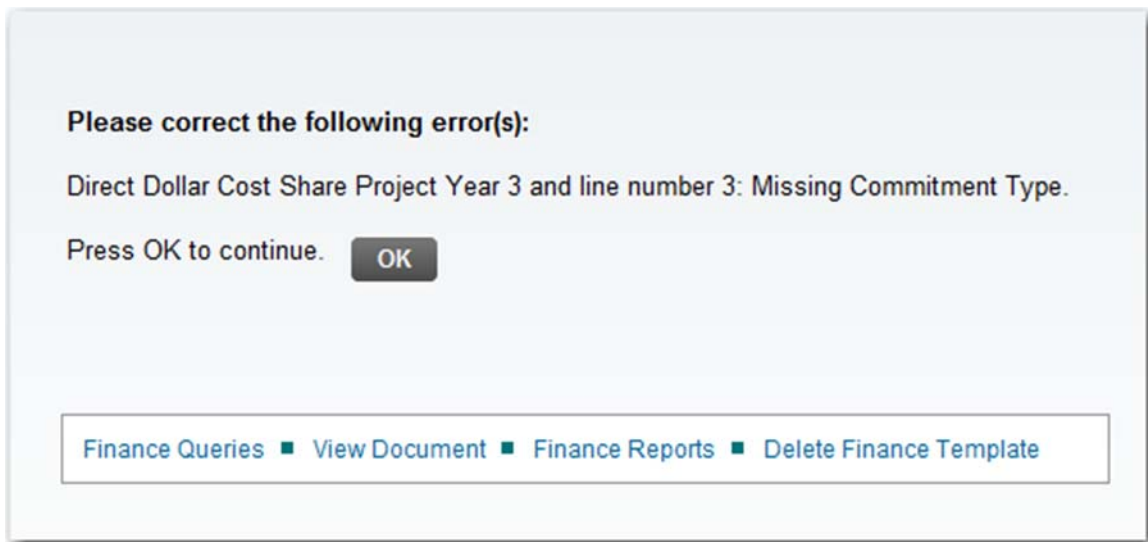 Please correct the following error(s):
Direct Dollar Cost Share Project Year 3 and line number 3: Missing Commitment Type.
Press OK to continue. OK
Finance Queries ■ View Document ■ Finance Reports ■ Delete Finance Template